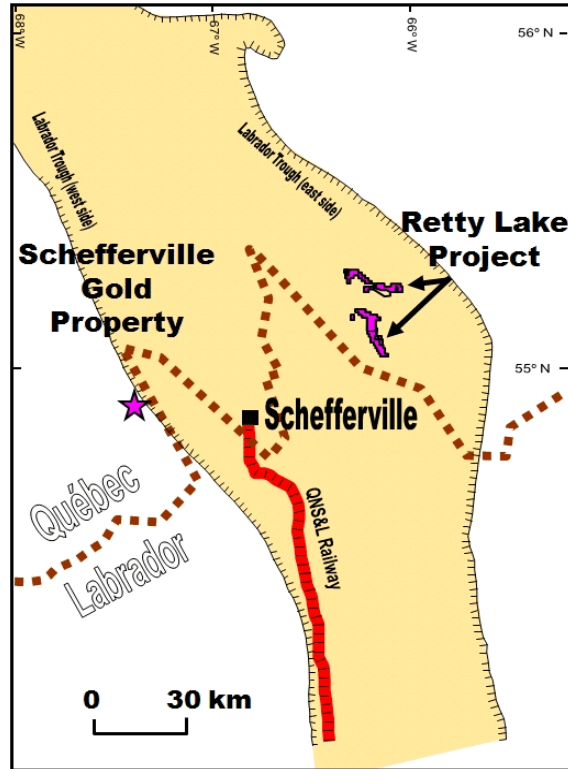 68° W
67° W
66° W
56° N
Labrador Trough (west side)
Labrador Trough (east side)
Retty Lake
Project
Schefferville
Gold
Property
55° N
Schefferville
Québec
Labrador
QNS&L Railway
0 30 km